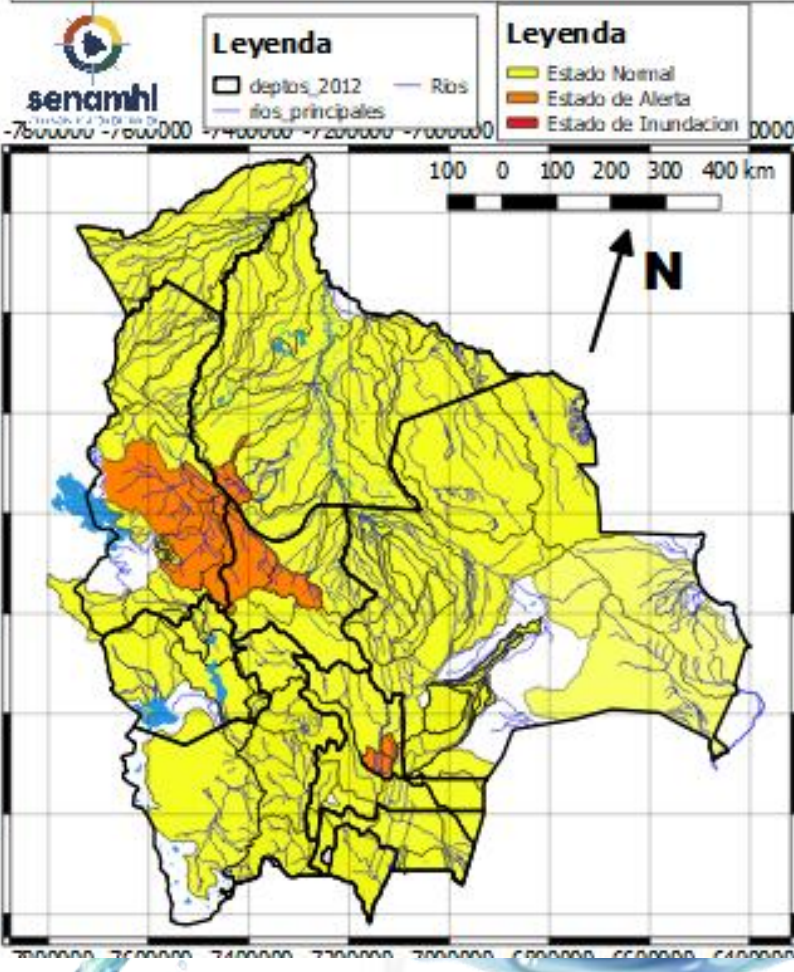 senamhi
Leyenda
deptos_2012
Rios
rios_principales
Leyenda
Estado Normal
Estado de Alerta
Estado de Inundacion
-7800000 -7600000 -7400000 -7200000 -7000000
100 0 100 200 300 400 km
N